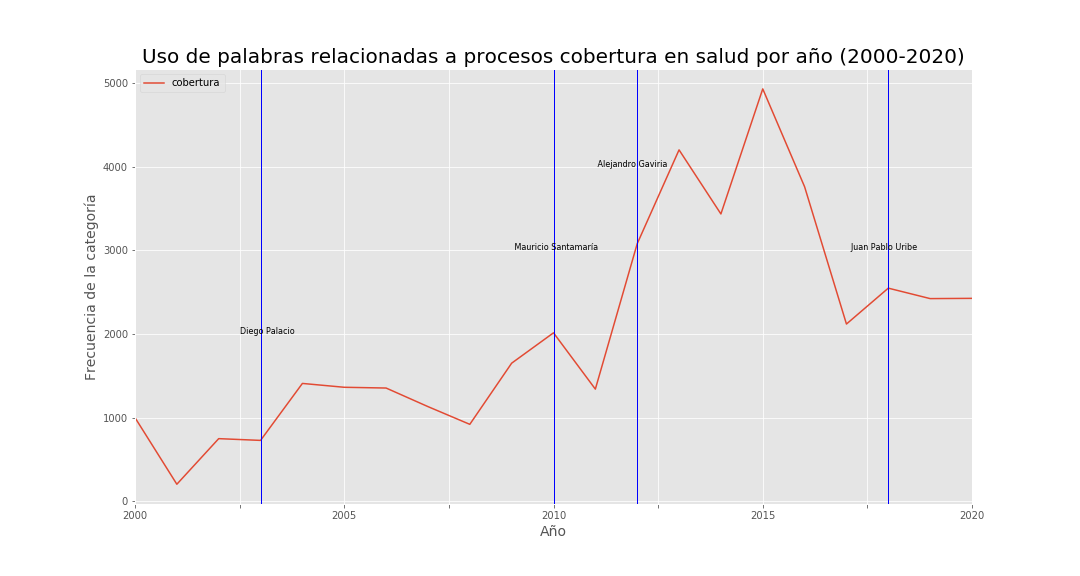 Uso de palabras relacionadas a procesos cobertura en salud por año (2000-2020)
cobertura
5000
4000
3000
2000
1000
0
Frecuencia de la categoría
Alejandro Gaviria
Mauricio Santamaría
Juan Pablo Uribe
Diego Palacio
2000 2005 2010 2015 2020
Año